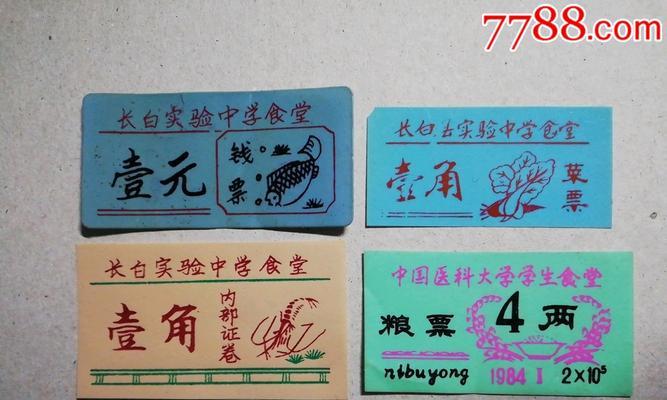 7788.com
长白实验中学食堂
壹元
钱票
长白古实验中学食堂
壹角
菜票
长白实验中学食堂
壹角
内部证卷
中国医科大学学生食堂
粮票
4两
nibuyong
1984 I 2×10⁵